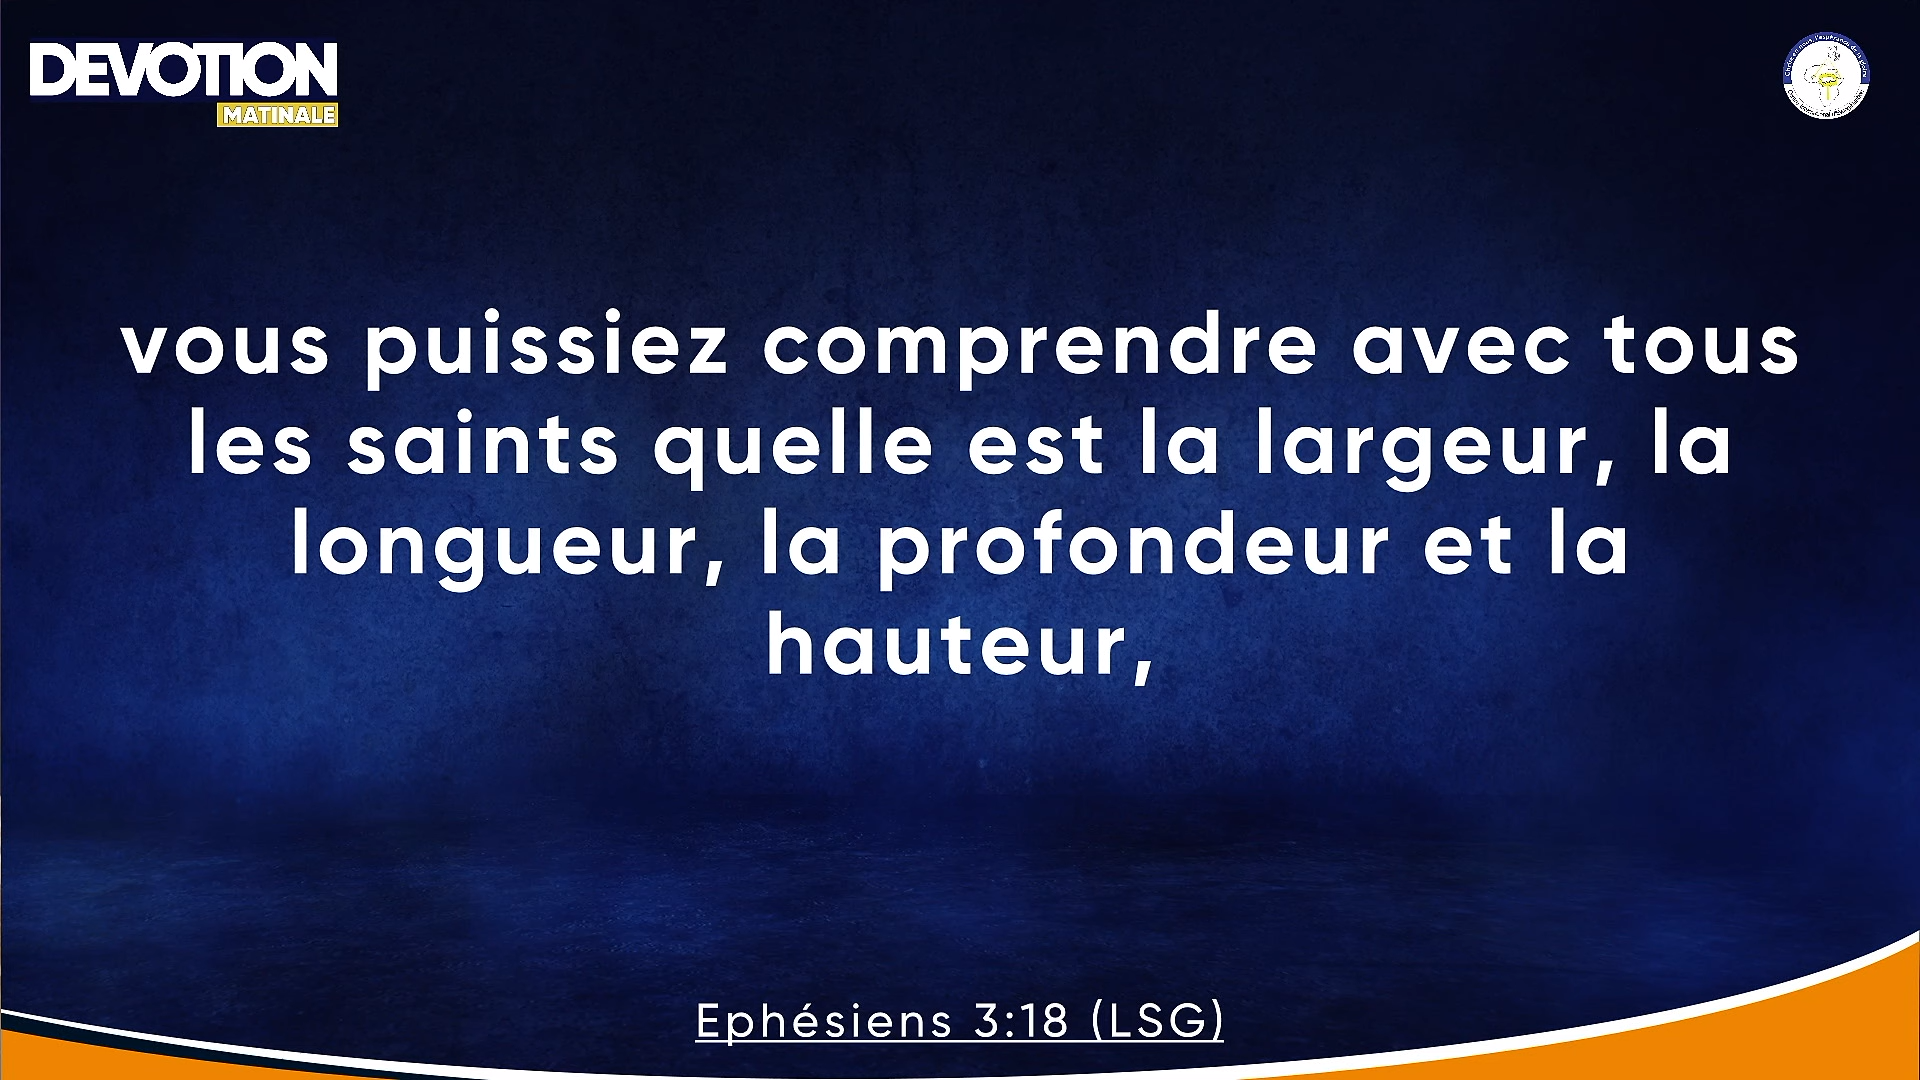 DEVOTION
MATINALE
vous puissiez comprendre avec tous
les saints quelle est la largeur, la
longueur, la profondeur et la
hauteur,
Ephésiens 3:18 (LSG)